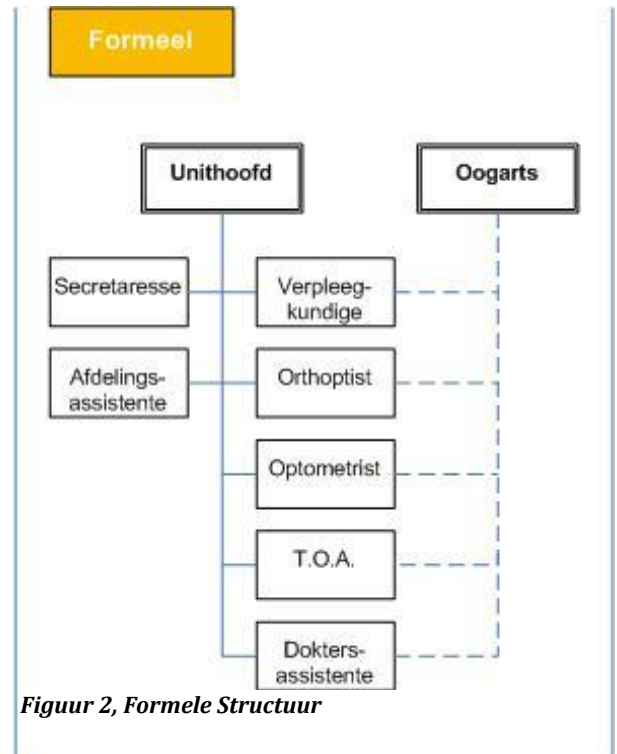 Formeel
Unithoofd
Oogarts
Secretaresse
Verpleeg-
kundige
Afdelings-
assistente
Orthoptist
Optometrist
T.O.A.
Dokters-
assistente
Figuur 2, Formele Structuur